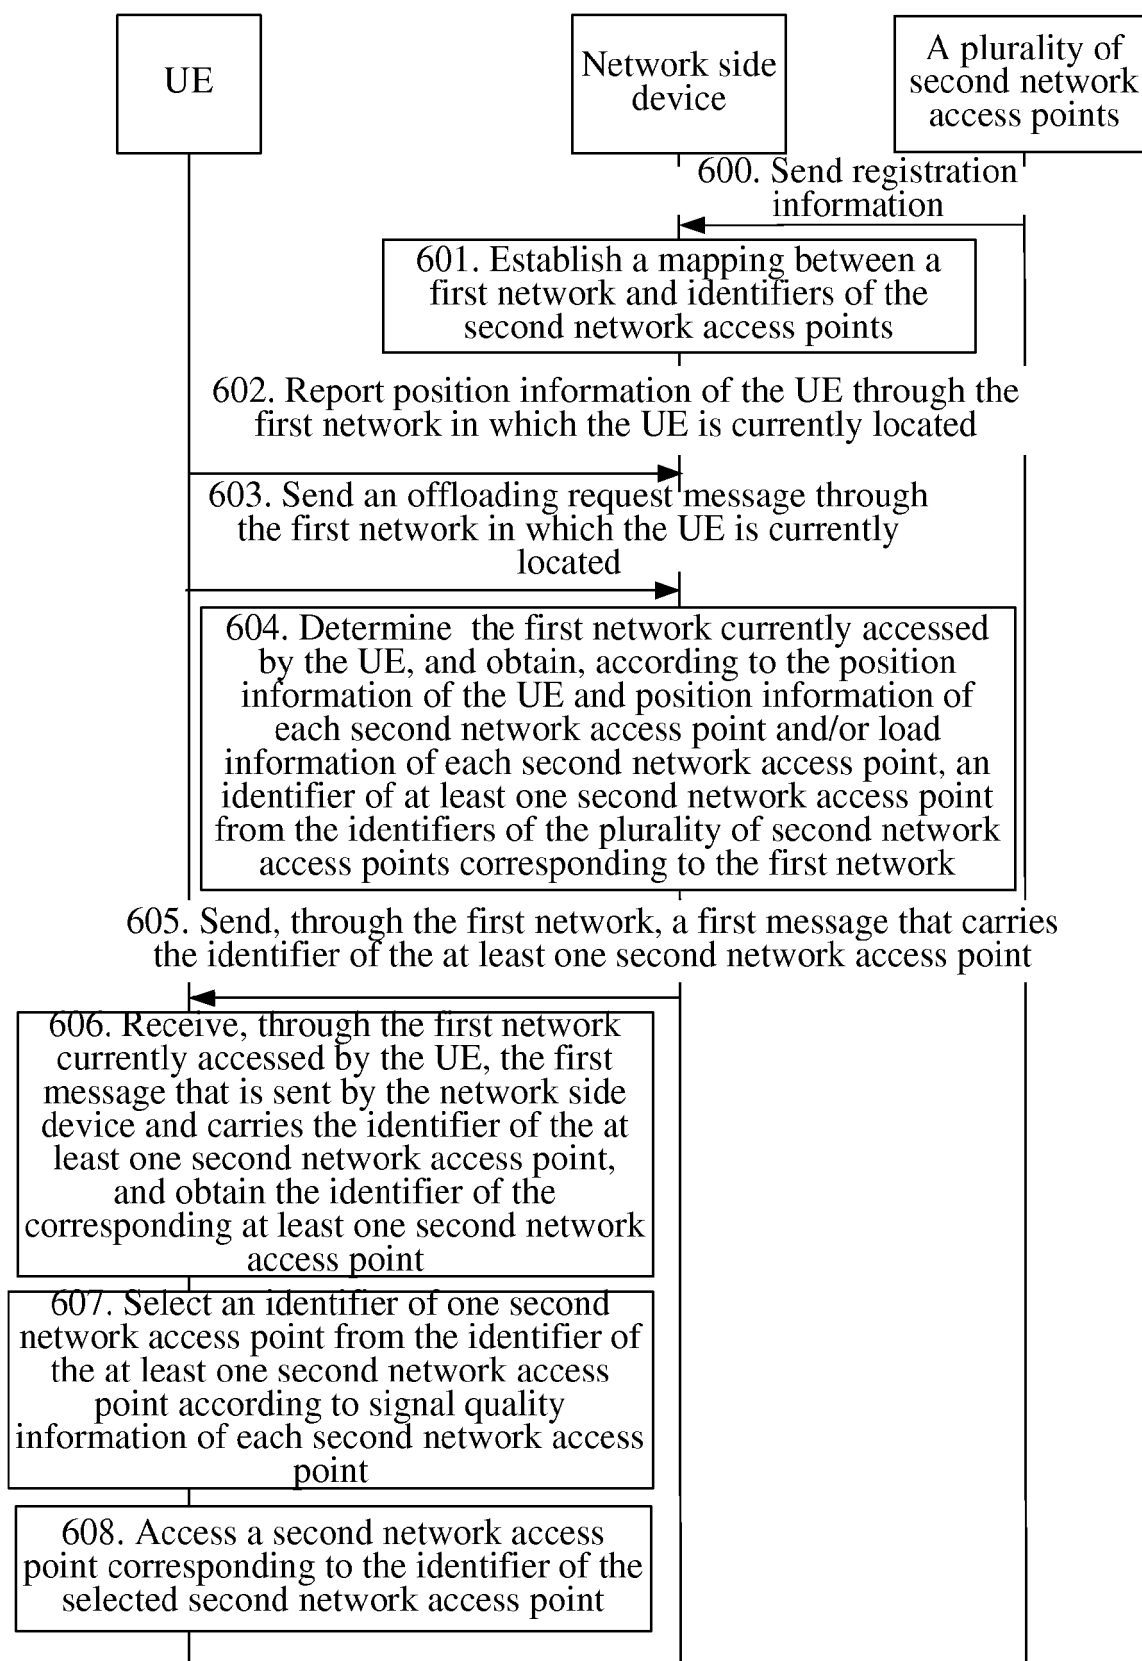 UE
Network side
device
A plurality of
second network
access points
600. Send registration
information
601. Establish a mapping between a
first network and identifiers of the
second network access points
602. Report position information of the UE through the
first network in which the UE is currently located
603. Send an offloading request message through
the first network in which the UE is currently
located
604. Determine the first network currently accessed
by the UE, and obtain, according to the position
information of the UE and position information of
each second network access point and/or load
information of each second network access point, an
identifier of at least one second network access point
from the identifiers of the plurality of second network
access points corresponding to the first network
605. Send, through the first network, a first message that carries
the identifier of the at least one second network access point
606. Receive, through the first network
currently accessed by the UE, the first
message that is sent by the network side
device and carries the identifier of the at
least one second network access point,
and obtain the identifier of the
corresponding at least one second network
access point
607. Select an identifier of one second
network access point from the identifier of
the at least one second network access
point according to signal quality
information of each second network access
point
608. Access a second network access
point corresponding to the identifier of the
selected second network access point